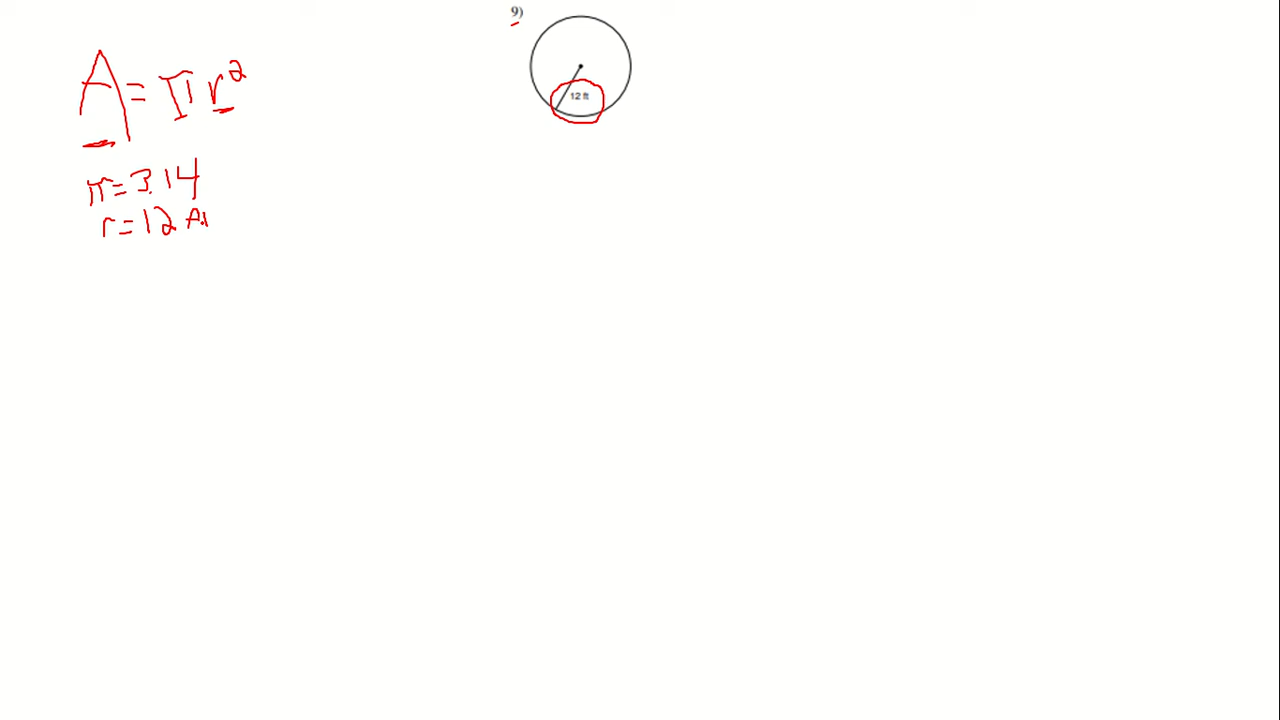 9)
12 ft
A = π r²
π = 3.14
r = 12 ft